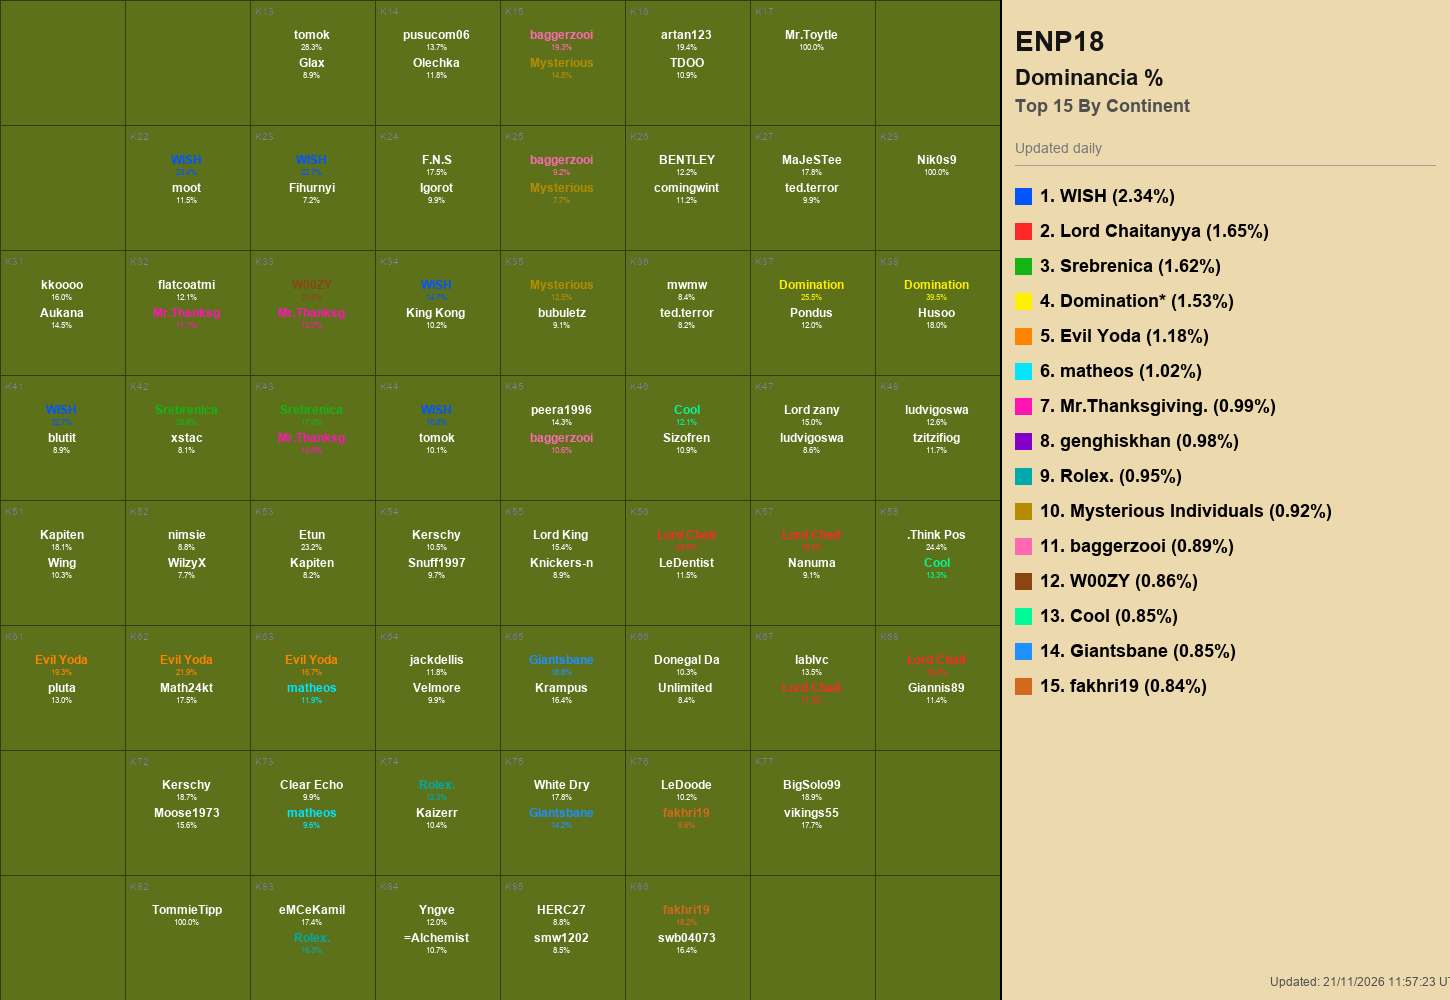 K13
tomok
28.3%
Glax
8.9%
K14
pusucom06
13.7%
Olechka
11.8%
K15
baggerzooi
19.3%
Mysterious
14.5%
K16
artan123
19.4%
TDOO
10.9%
K17
Mr.Toytle
100.0%
K22
WISH
moot
11.5%
K23
WISH
Fihurnyi
7.2%
K24
F.N.S
17.5%
Igorot
9.9%
K25
baggerzooi
9.2%
Mysterious
7.7%
K26
BENTLEY
12.2%
comingwint
11.2%
K27
MaJeSTee
17.8%
ted.terror
9.9%
Nik0s9
100.0%
K31
kkoooo
16.0%
Aukana
14.5%
K32
flatcoatmi
12.1%
Mr.Thanksg
K33
W00ZY
Mr.Thanksg
K34
WISH
King Kong
10.2%
K35
Mysterious
12.5%
bubuletz
9.1%
K36
mwmw
8.4%
ted.terror
8.2%
K37
Domination
25.5%
Pondus
12.0%
K38
Domination
39.5%
Husoo
18.0%
K41
WISH
blutit
8.9%
K42
Srebrenica
xstac
8.1%
K43
Srebrenica
Mr.Thanksg
K44
WISH
tomok
10.1%
K45
peera1996
14.3%
baggerzooi
10.6%
K46
Cool
12.1%
Sizofren
10.9%
K47
Lord zany
15.0%
ludvigoswa
8.6%
K48
ludvigoswa
12.6%
tzitzifiog
11.7%
K51
Kapiten
18.1%
Wing
10.3%
K52
nimsie
8.8%
WilzyX
7.7%
K53
Etun
23.2%
Kapiten
8.2%
K54
Kerschy
10.5%
Snuff1997
9.7%
K55
Lord King
15.4%
Knickers-n
8.9%
K56
Lord Chait
LeDentist
11.5%
K57
Lord Chait
Nanuma
9.1%
K58
.Think Pos
24.4%
Cool
13.3%
K61
Evil Yoda
19.3%
pluta
13.0%
K62
Evil Yoda
21.9%
Math24kt
17.5%
K63
Evil Yoda
16.7%
matheos
11.9%
K64
jackdellis
11.8%
Velmore
9.9%
K65
Giantsbane
Krampus
16.4%
K66
Donegal Da
10.3%
Unlimited
8.4%
K67
lablvc
13.5%
Lord Chait
Lord Chait
Giannis89
11.4%
K72
Kerschy
18.7%
Moose1973
15.6%
K73
Clear Echo
9.9%
matheos
9.6%
K74
Rolex.
Kaizerr
10.4%
K75
White Dry
17.8%
Giantsbane
14.2%
K76
LeDoode
10.2%
fakhri19
9.6%
K77
BigSolo99
18.9%
vikings55
17.7%
K82
TommieTipp
100.0%
K83
eMCeKamil
17.4%
Rolex.
K84
Yngve
12.0%
=Alchemist
10.7%
K85
HERC27
8.8%
smw1202
8.5%
K86
fakhri19
18.2%
swb04073
16.4%
ENP18
Dominancia %
Top 15 By Continent
Updated daily
1. WISH (2.34%)
2. Lord Chaitanyya (1.65%)
3. Srebrenica (1.62%)
4. Domination* (1.53%)
5. Evil Yoda (1.18%)
6. matheos (1.02%)
7. Mr.Thanksgiving. (0.99%)
8. genghiskhan (0.98%)
9. Rolex. (0.95%)
10. Mysterious Individuals (0.92%)
11. baggerzooi (0.89%)
12. W00ZY (0.86%)
13. Cool (0.85%)
14. Giantsbane (0.85%)
15. fakhri19 (0.84%)
Updated: 21/11/2026 11:57:23